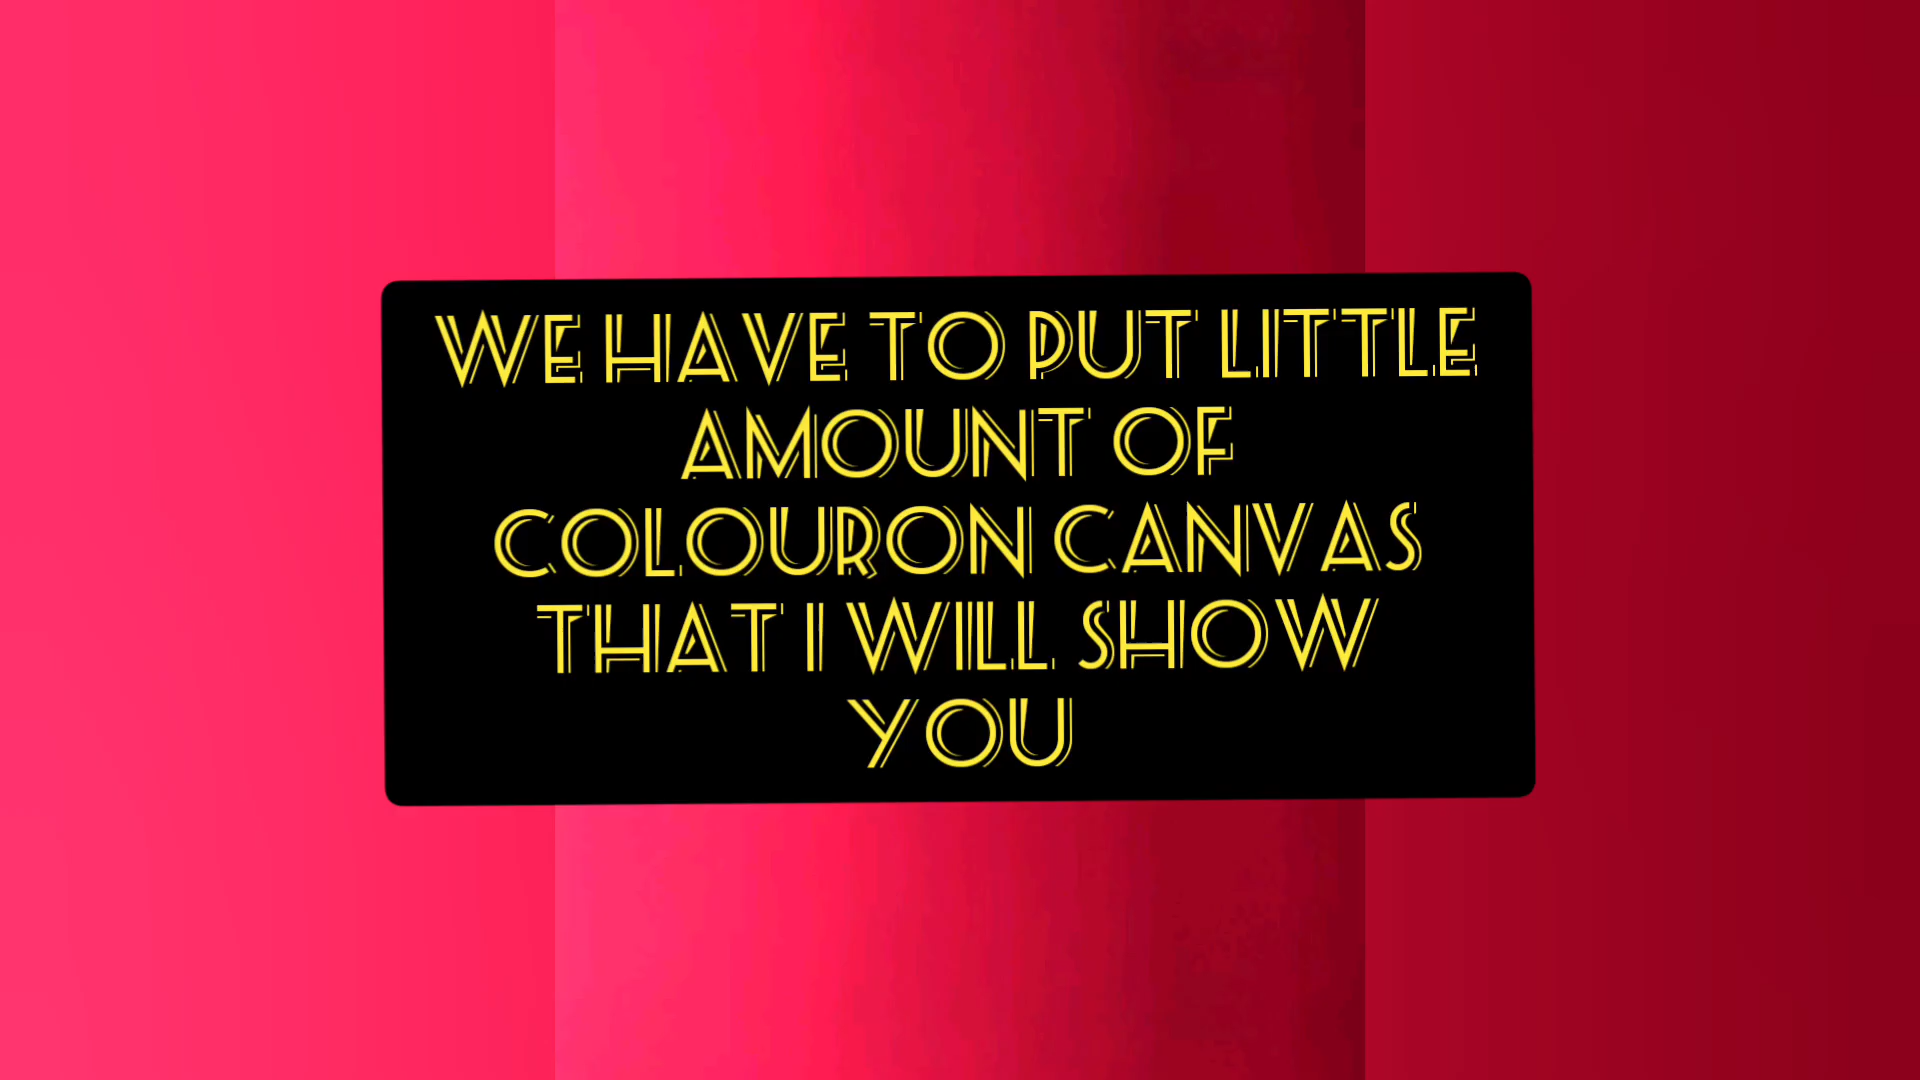 WE HAVE TO PUT LITTLE
AMOUNT OF
COLOURON CANVAS
THAT I WILL SHOW
YOU